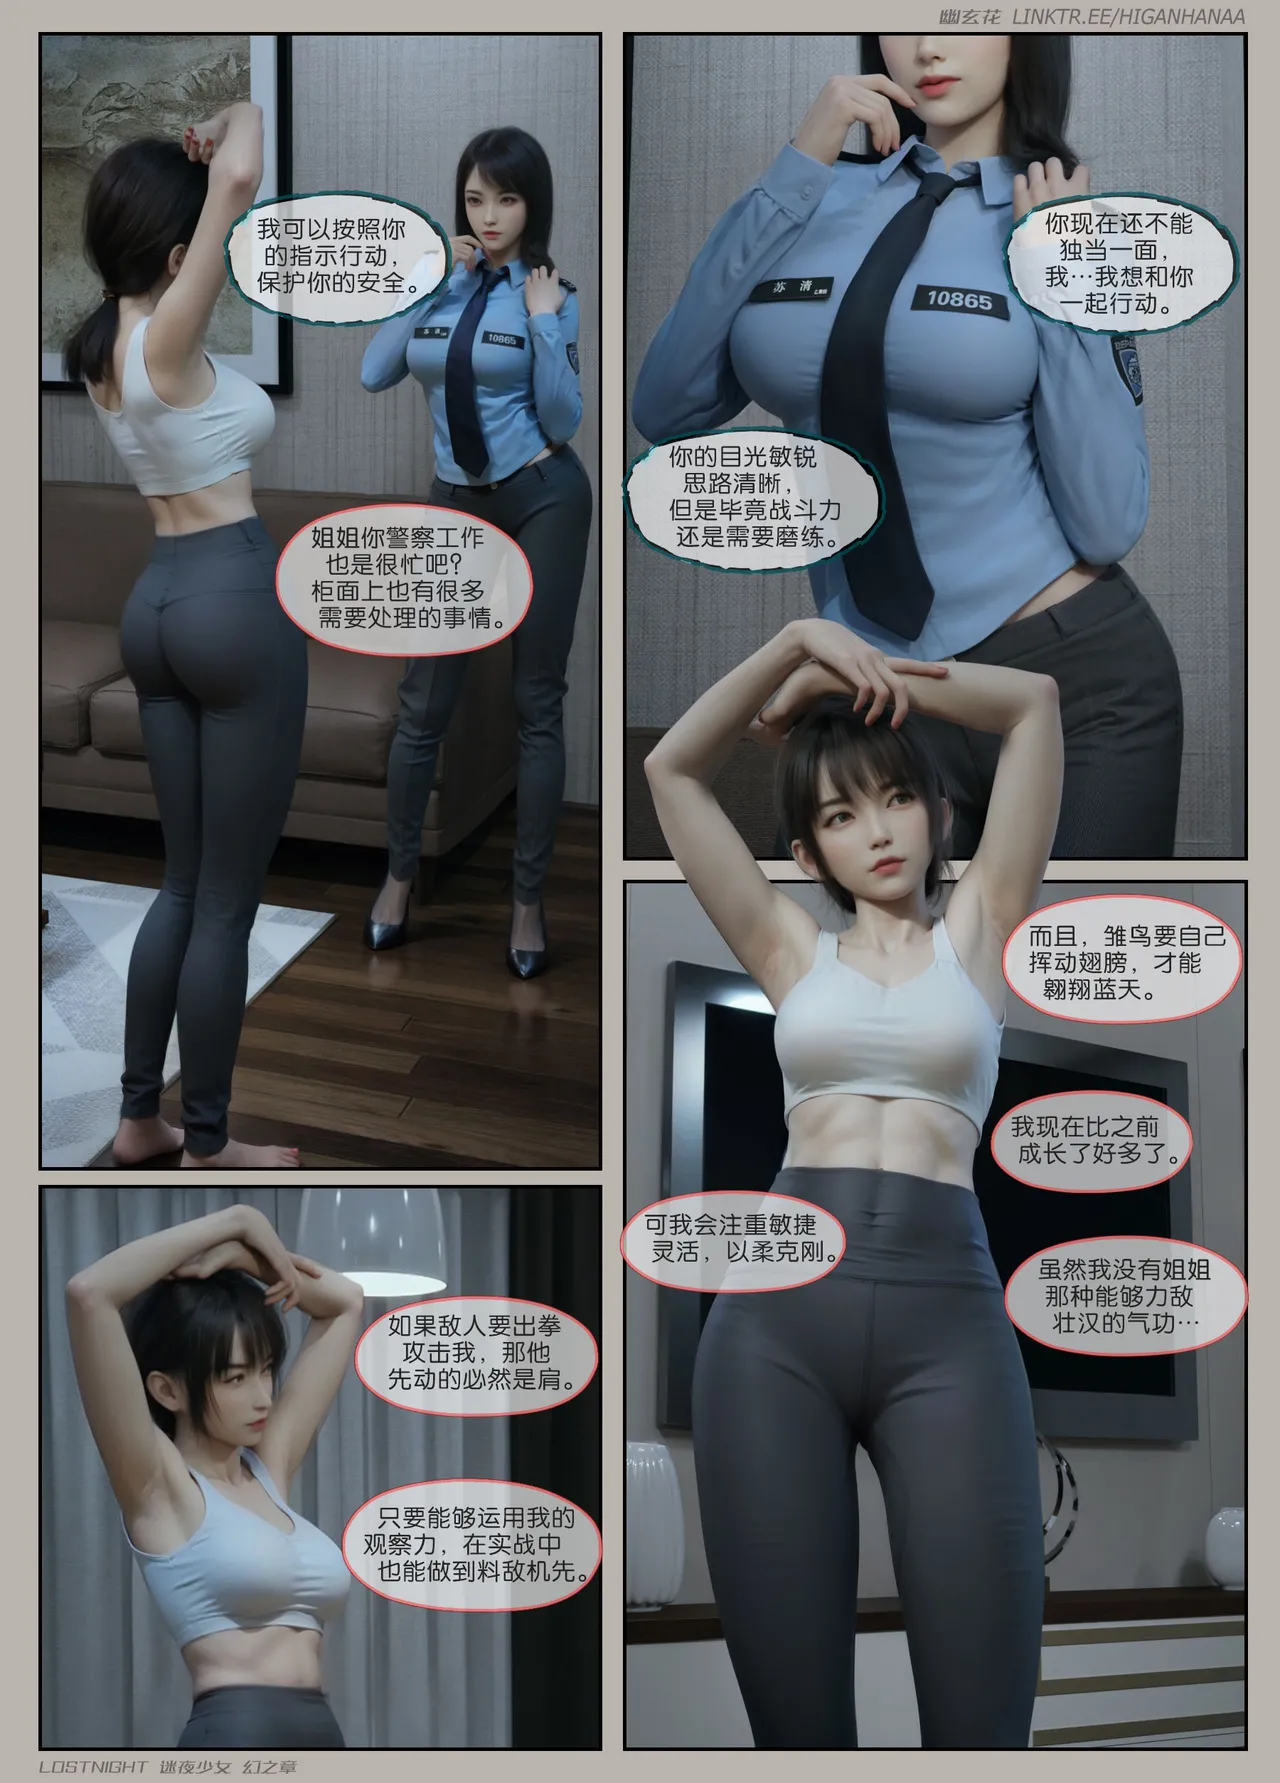 幽玄花 LINKTR.EE/HIGANHANAA
我可以按照你
的指示行动，
保护你的安全。
苏 清
10865
姐姐你警察工作
也是很忙吧？
柜面上也有很多
需要处理的事情。
你现在还不能
独当一面，
我…我想和你
一起行动。
苏 清
10865
你的目光敏锐
思路清晰，
但是毕竟战斗力
还是需要磨练。
而且，雏鸟要自己
挥动翅膀，才能
翱翔蓝天。
我现在比之前
成长了好多了。
可我会注重敏捷
灵活，以柔克刚。
虽然我没有姐姐
那种能够力敌
壮汉的气功…
如果敌人要出拳
攻击我，那他
先动的必然是肩。
只要能够运用我的
观察力，在实战中
也能做到料敌机先。
LOSTNIGHT 迷夜少女 幻之章